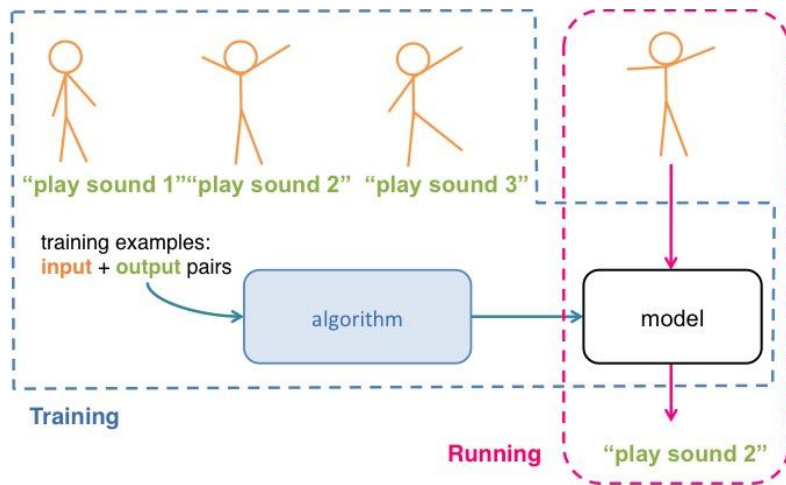 “play sound 1”“play sound 2” “play sound 3”
training examples:
input + output pairs
algorithm
model
Training
Running
“play sound 2”